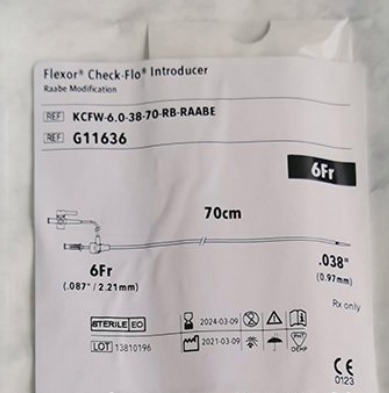 Flexor® Check-Flo® Introducer
Raabe Modification
REF KCFW-6.0-38-70-RB-RAABE
REF G11636
6Fr
70cm
6Fr
(.087" / 2.21mm)
.038"
(0.97mm)
Rx only
STERILE EO
2024-03-09
LOT 13810196
2021-03-09
PHT
DEHP
CE
0123